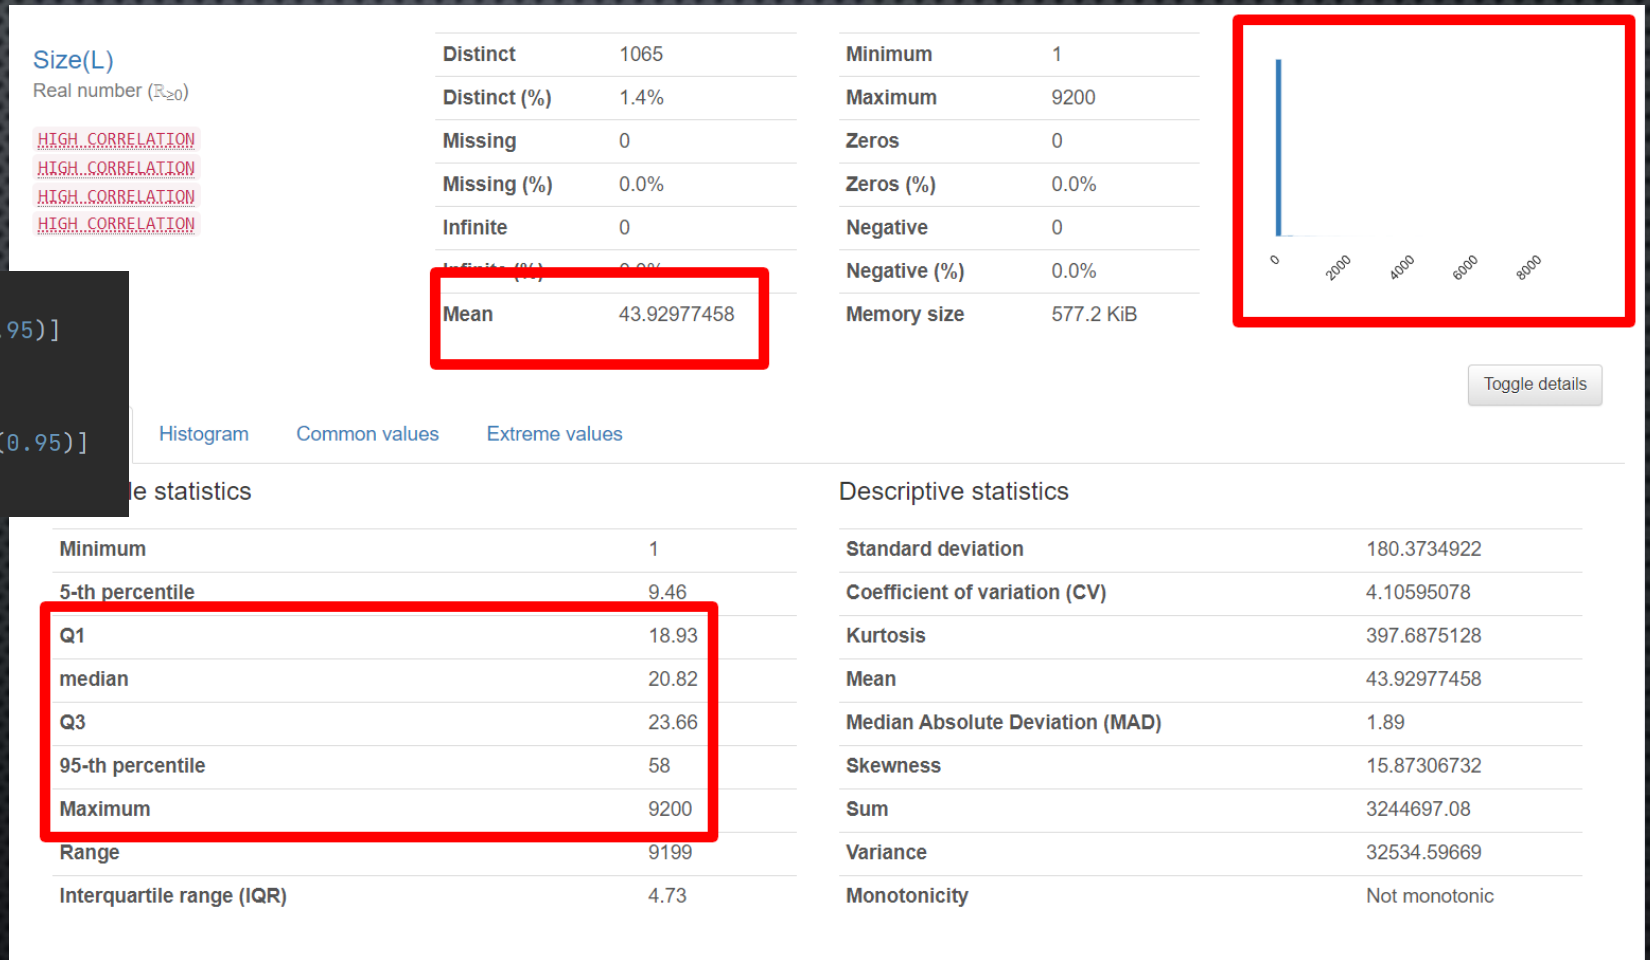 Size(L)
Real number (ℝ≥0)
HIGH CORRELATION
HIGH CORRELATION
HIGH CORRELATION
HIGH CORRELATION
Distinct 1065
Distinct (%) 1.4%
Missing 0
Missing (%) 0.0%
Infinite 0
Infinite (%) 0.0%
Mean 43.92977458
Minimum 1
Maximum 9200
Zeros 0
Zeros (%) 0.0%
Negative 0
Negative (%) 0.0%
Memory size 577.2 KiB
0 2000 4000 6000 8000
Toggle details
.95)]
(0.95)]
Histogram Common values Extreme values
le statistics
Minimum 1
5-th percentile 9.46
Q1 18.93
median 20.82
Q3 23.66
95-th percentile 58
Maximum 9200
Range 9199
Interquartile range (IQR) 4.73
Descriptive statistics
Standard deviation 180.3734922
Coefficient of variation (CV) 4.10595078
Kurtosis 397.6875128
Mean 43.92977458
Median Absolute Deviation (MAD) 1.89
Skewness 15.87306732
Sum 3244697.08
Variance 32534.59669
Monotonicity Not monotonic